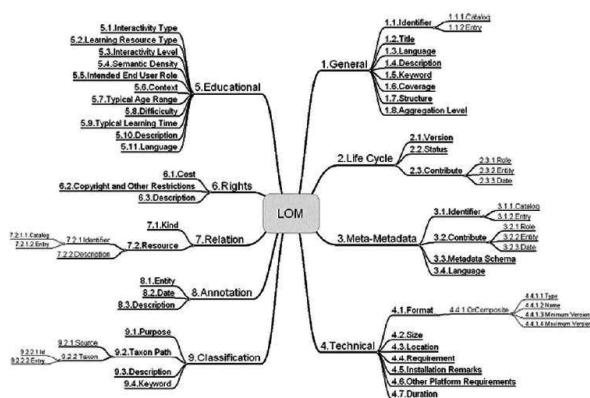 LOM
1.General
1.1.Identifier
1.1.1.Catalog
1.1.2.Entry
1.2.Title
1.3.Language
1.4.Description
1.5.Keyword
1.6.Coverage
1.7.Structure
1.8.Aggregation Level
2.Life Cycle
2.1.Version
2.2.Status
2.3.Contribute
2.3.1.Role
2.3.2.Entity
2.3.3.Date
3.Meta-Metadata
3.1.Identifier
3.1.1.Catalog
3.1.2.Entry
3.2.Contribute
3.2.1.Role
3.2.2.Entity
3.2.3.Date
3.3.Metadata Schema
3.4.Language
4.Technical
4.1.Format
4.4.1.OrComposite
4.4.1.1.Type
4.4.1.2.Name
4.4.1.3.Minimum Version
4.4.1.4.Maximum Version
4.2.Size
4.3.Location
4.4.Requirement
4.5.Installation Remarks
4.6.Other Platform Requirements
4.7.Duration
5.Educational
5.1.Interactivity Type
5.2.Learning Resource Type
5.3.Interactivity Level
5.4.Semantic Density
5.5.Intended End User Role
5.6.Context
5.7.Typical Age Range
5.8.Difficulty
5.9.Typical Learning Time
5.10.Description
5.11.Language
6.Rights
6.1.Cost
6.2.Copyright and Other Restrictions
6.3.Description
7.Relation
7.1.Kind
7.2.Resource
7.2.1.Identifier
7.2.1.1.Catalog
7.2.1.2.Entry
7.2.2.Description
8.Annotation
8.1.Entity
8.2.Date
8.3.Description
9.Classification
9.1.Purpose
9.2.Taxon Path
9.2.1.Source
9.2.2.Taxon
9.2.2.1.Id
9.2.2.2.Entry
9.3.Description
9.4.Keyword